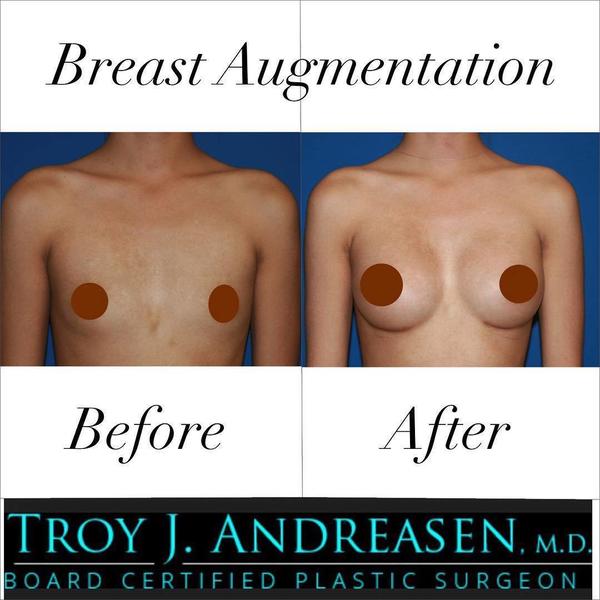 Breast Augmentation
Before After
TROY J. ANDREASEN, M.D.
BOARD CERTIFIED PLASTIC SURGEON